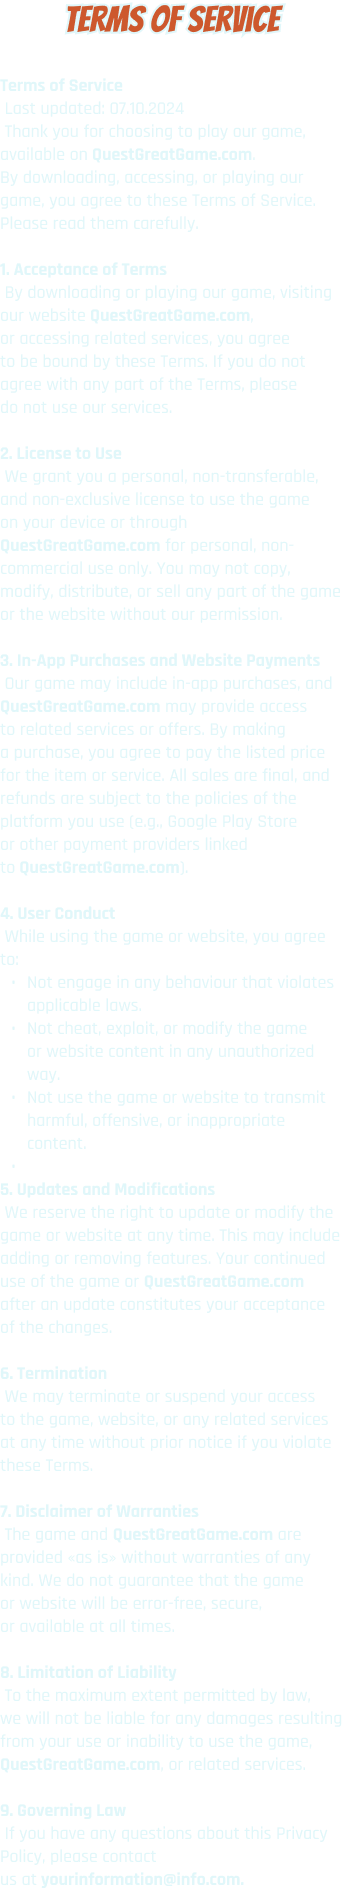 TERMS OF SERVICE
Terms of Service
Last updated: 07.10.2024
Thank you for choosing to play our game,
available on QuestGreatGame.com.
By downloading, accessing, or playing our
game, you agree to these Terms of Service.
Please read them carefully.
1. Acceptance of Terms
By downloading or playing our game, visiting
our website QuestGreatGame.com,
or accessing related services, you agree
to be bound by these Terms. If you do not
agree with any part of the Terms, please
do not use our services.
2. License to Use
We grant you a personal, non-transferable,
and non-exclusive license to use the game
on your device or through
QuestGreatGame.com for personal, non-
commercial use only. You may not copy,
modify, distribute, or sell any part of the game
or the website without our permission.
3. In-App Purchases and Website Payments
Our game may include in-app purchases, and
QuestGreatGame.com may provide access
to related services or offers. By making
a purchase, you agree to pay the listed price
for the item or service. All sales are final, and
refunds are subject to the policies of the
platform you use (e.g., Google Play Store
or other payment providers linked
to QuestGreatGame.com).
4. User Conduct
While using the game or website, you agree
to:
• Not engage in any behaviour that violates
applicable laws.
• Not cheat, exploit, or modify the game
or website content in any unauthorized
way.
• Not use the game or website to transmit
harmful, offensive, or inappropriate
content.
•
5. Updates and Modifications
We reserve the right to update or modify the
game or website at any time. This may include
adding or removing features. Your continued
use of the game or QuestGreatGame.com
after an update constitutes your acceptance
of the changes.
6. Termination
We may terminate or suspend your access
to the game, website, or any related services
at any time without prior notice if you violate
these Terms.
7. Disclaimer of Warranties
The game and QuestGreatGame.com are
provided «as is» without warranties of any
kind. We do not guarantee that the game
or website will be error-free, secure,
or available at all times.
8. Limitation of Liability
To the maximum extent permitted by law,
we will not be liable for any damages resulting
from your use or inability to use the game,
QuestGreatGame.com, or related services.
9. Governing Law
If you have any questions about this Privacy
Policy, please contact
us at yourinformation@info.com.